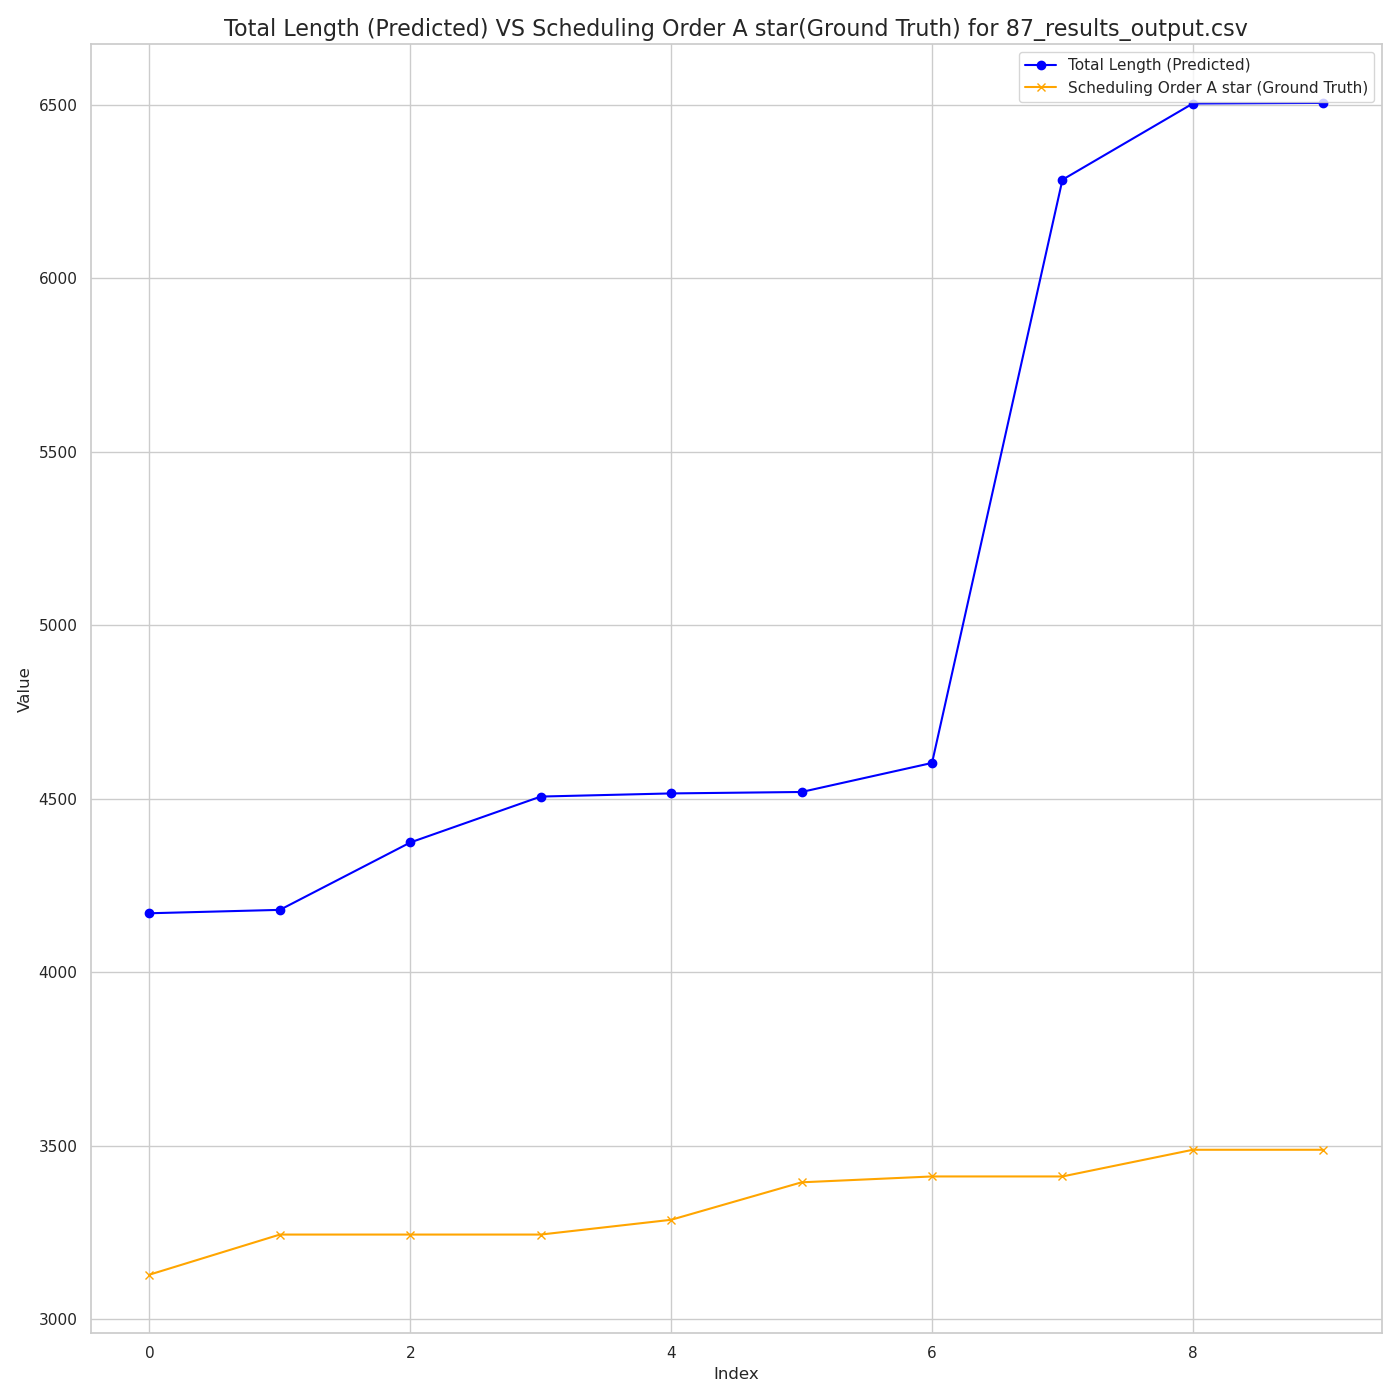 Total Length (Predicted) VS Scheduling Order A star(Ground Truth) for 87_results_output.csv
Total Length (Predicted)
Scheduling Order A star (Ground Truth)
6500
6000
5500
5000
4500
4000
3500
3000
Value
0 2 4 6 8
Index